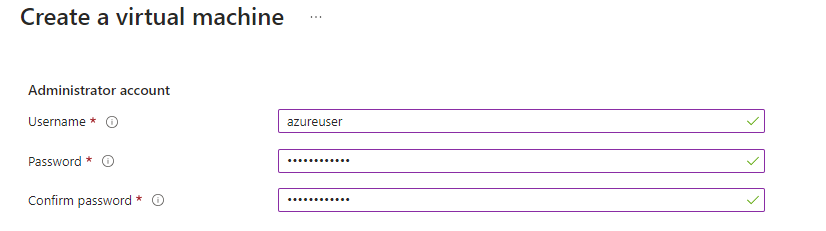 Create a virtual machine ...
Administrator account
Username * azureuser
Password * ••••••••••••
Confirm password * ••••••••••••